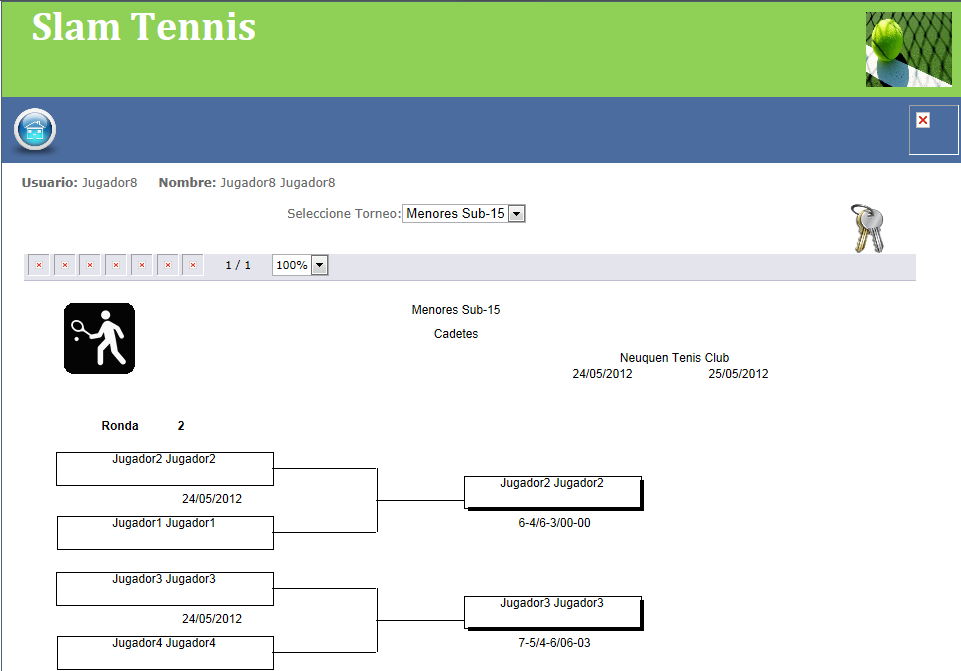 Slam Tennis
Usuario: Jugador8 Nombre: Jugador8 Jugador8
Seleccione Torneo: Menores Sub-15
1 / 1 100%
Menores Sub-15
Cadetes
Neuquen Tenis Club
24/05/2012 25/05/2012
Ronda 2
Jugador2 Jugador2
24/05/2012
Jugador1 Jugador1
Jugador2 Jugador2
6-4/6-3/00-00
Jugador3 Jugador3
24/05/2012
Jugador4 Jugador4
Jugador3 Jugador3
7-5/4-6/06-03